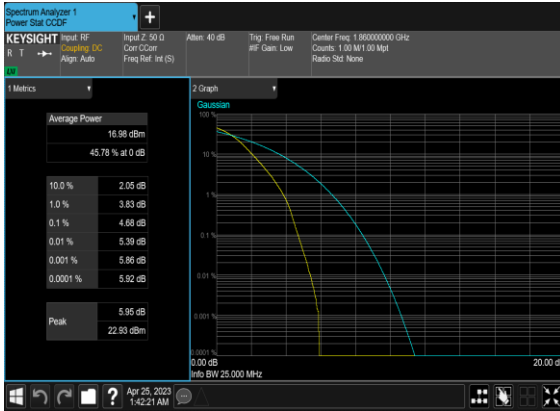 Spectrum Analyzer 1
Power Stat CCDF
+
KEYSIGHT
R T
Input: RF
Coupling: DC
Align: Auto
Input Z: 50 Ω
Corr CCorr
Freq Ref: Int (S)
Atten: 40 dB
Trig: Free Run
#IF Gain: Low
Center Freq: 1.860000000 GHz
Counts: 1.00 M/1.00 Mpt
Radio Std: None
1 Metrics
Average Power
16.98 dBm
45.78 % at 0 dB
10.0 % 2.05 dB
1.0 % 3.83 dB
0.1 % 4.68 dB
0.01 % 5.39 dB
0.001 % 5.86 dB
0.0001 % 5.92 dB
Peak
5.95 dB
22.93 dBm
2 Graph
Gaussian
100 %
10 %
1 %
0.1 %
0.01 %
0.001 %
0.0001 %
0.00 dB
20.00 d
Info BW 25.000 MHz
?
Apr 25, 2023
1:42:21 AM